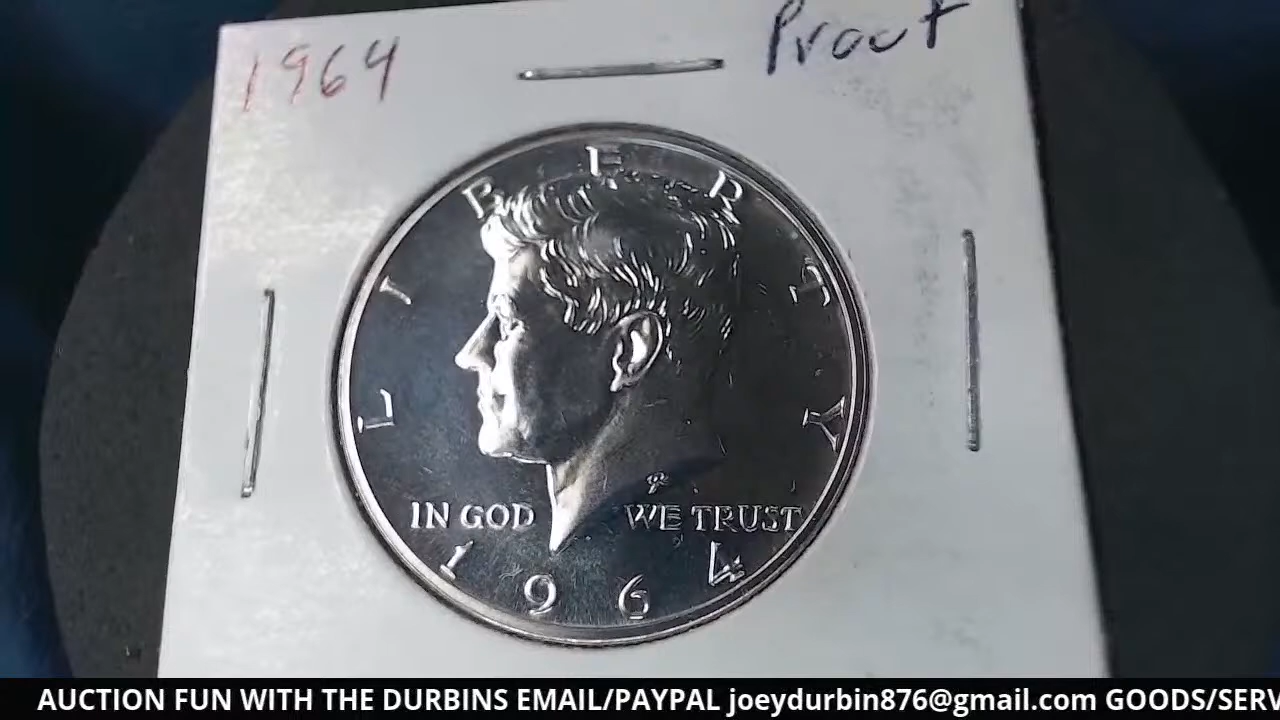 1964 Proof
LIBERTY
IN GOD WE TRUST
1964
AUCTION FUN WITH THE DURBINS EMAIL/PAYPAL joeydurbin876@gmail.com GOODS/SERV